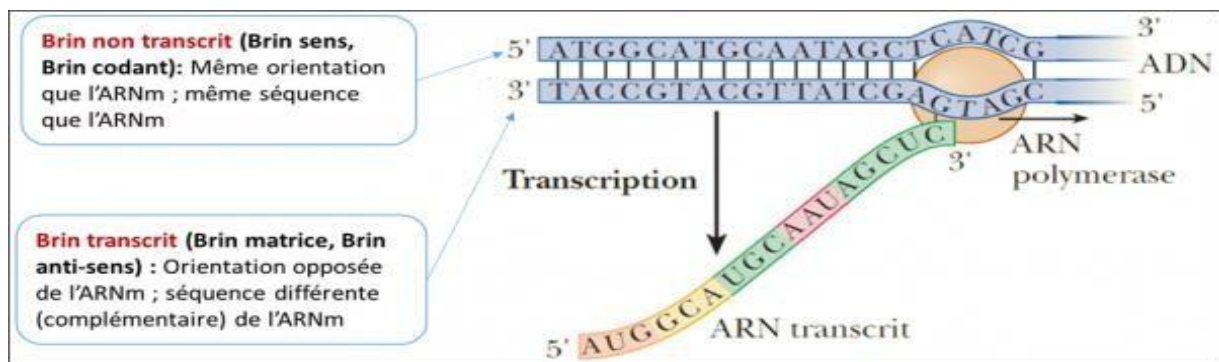 Brin non transcrit (Brin sens,
Brin codant): Même orientation
que l'ARNm ; même séquence
que l'ARNm
5' ATGGCATGCAATAGCTCATCG 3'
ADN
3' TACCGTACGTTATCGAGTAGC 5'
Transcription
3'
ARN
polymerase
Brin transcrit (Brin matrice, Brin
anti-sens) : Orientation opposée
de l'ARNm ; séquence différente
(complémentaire) de l'ARNm
5' AUGGCAUGCAAUAGCUC
ARN transcrit